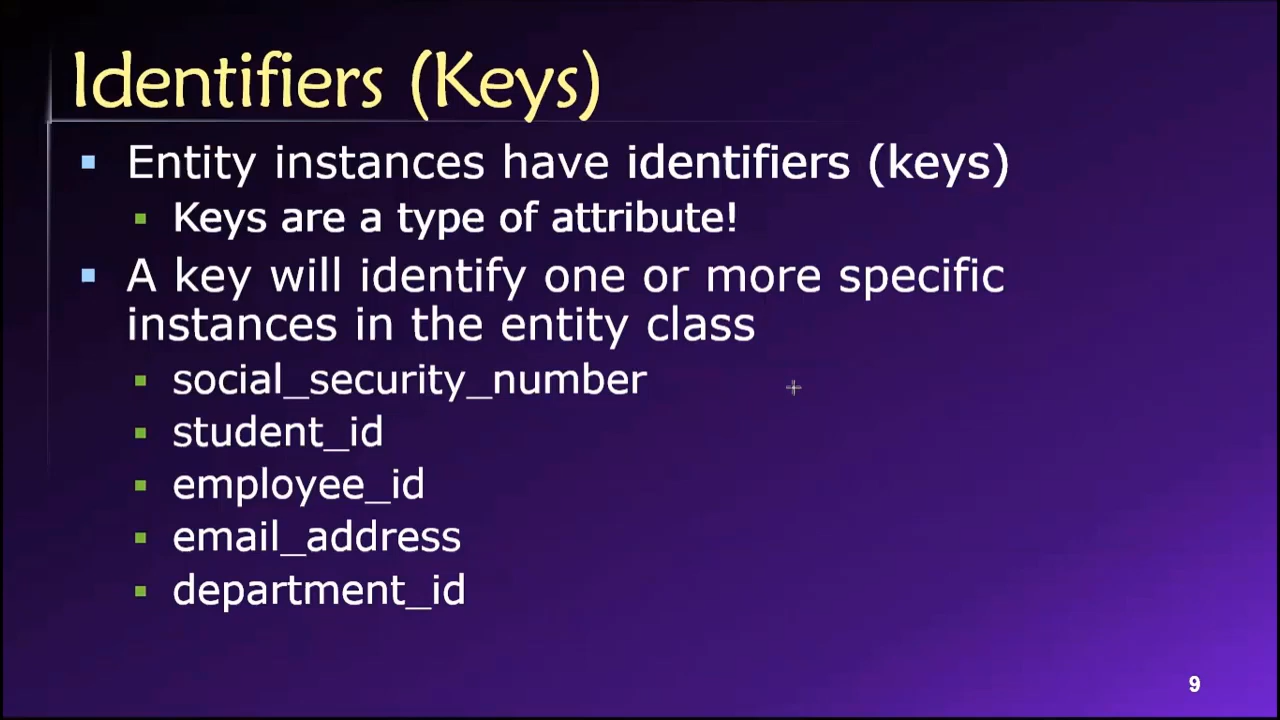 Identifiers (Keys)
Entity instances have identifiers (keys)
Keys are a type of attribute!
A key will identify one or more specific
instances in the entity class
social_security_number
student_id
employee_id
email_address
department_id
9